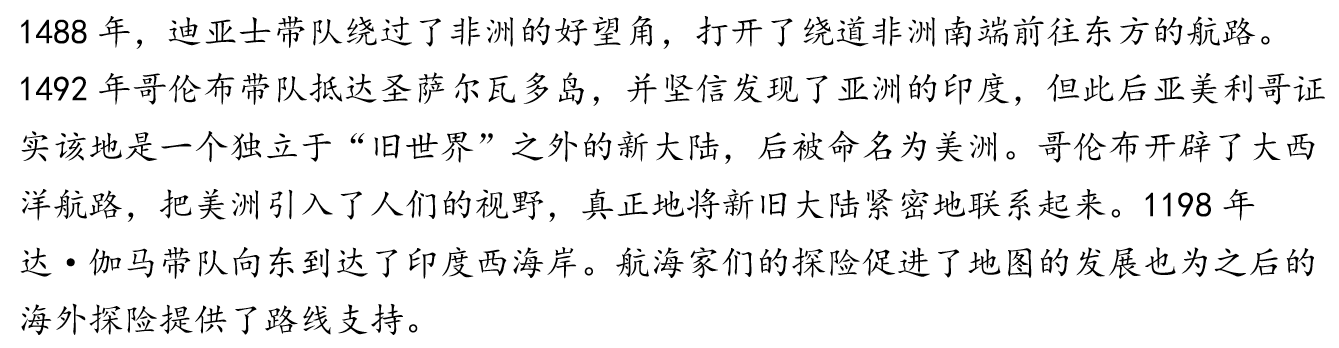 1488 年，迪亚士带队绕过了非洲的好望角，打开了绕道非洲南端前往东方的航路。
1492 年哥伦布带队抵达圣萨尔瓦多岛，并坚信发现了亚洲的印度，但此后亚美利哥证
实该地是一个独立于“旧世界”之外的新大陆，后被命名为美洲。哥伦布开辟了大西
洋航路，把美洲引入了人们的视野，真正地将新旧大陆紧密地联系起来。1198 年
达•伽马带队向东到达了印度西海岸。航海家们的探险促进了地图的发展也为之后的
海外探险提供了路线支持。